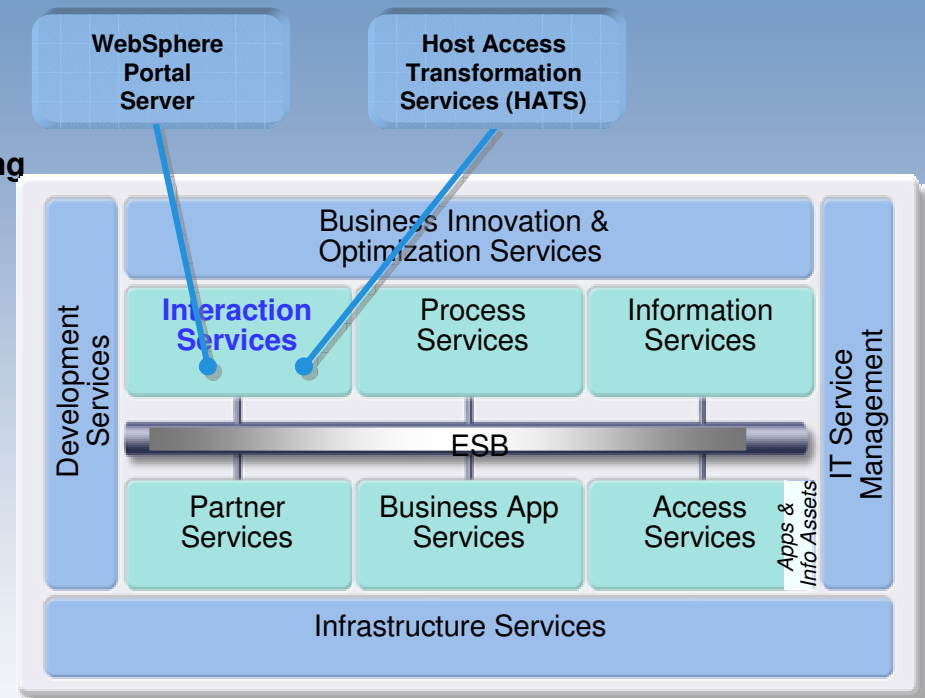 WebSphere
Portal
Server
Host Access
Transformation
Services (HATS)
ng
Business Innovation &
Optimization Services
Development
Services
Interaction
Services
Process
Services
Information
Services
IT Service
Management
ESB
Partner
Services
Business App
Services
Access
Services
Apps &
Info Assets
Infrastructure Services